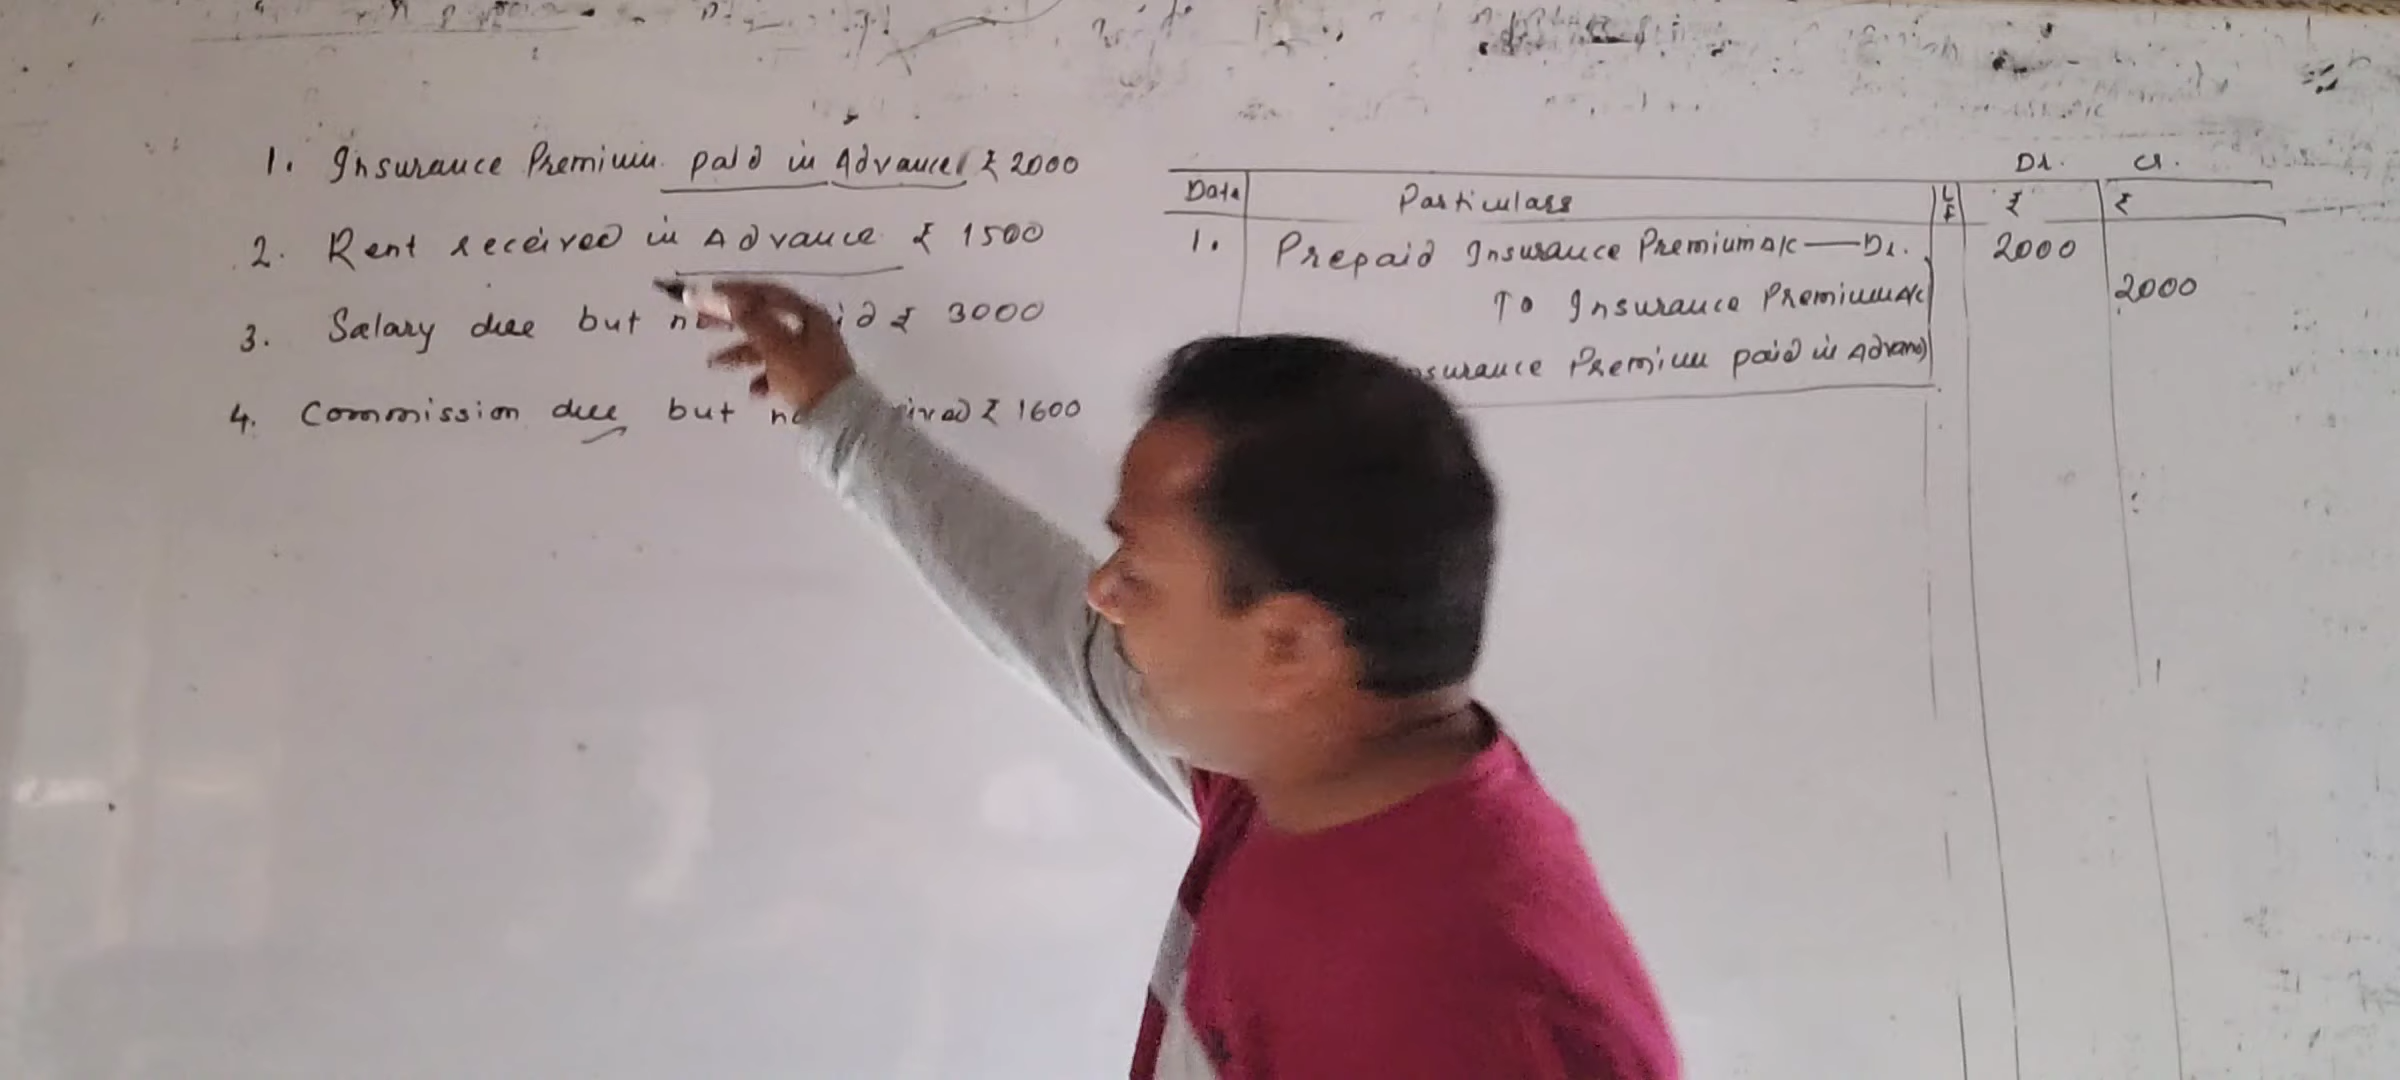 1. Insurance Premium paid in Advance ₹ 2000
2. Rent received in Advance ₹ 1500
3. Salary due but ₹ 3000
4. Commission due but ₹ 1600
Dr. Cr.
Date Particulars LF ₹ ₹
1. Prepaid Insurance Premium A/c — Dr. 2000
To Insurance Premium A/c 2000
Premium paid in Advance)